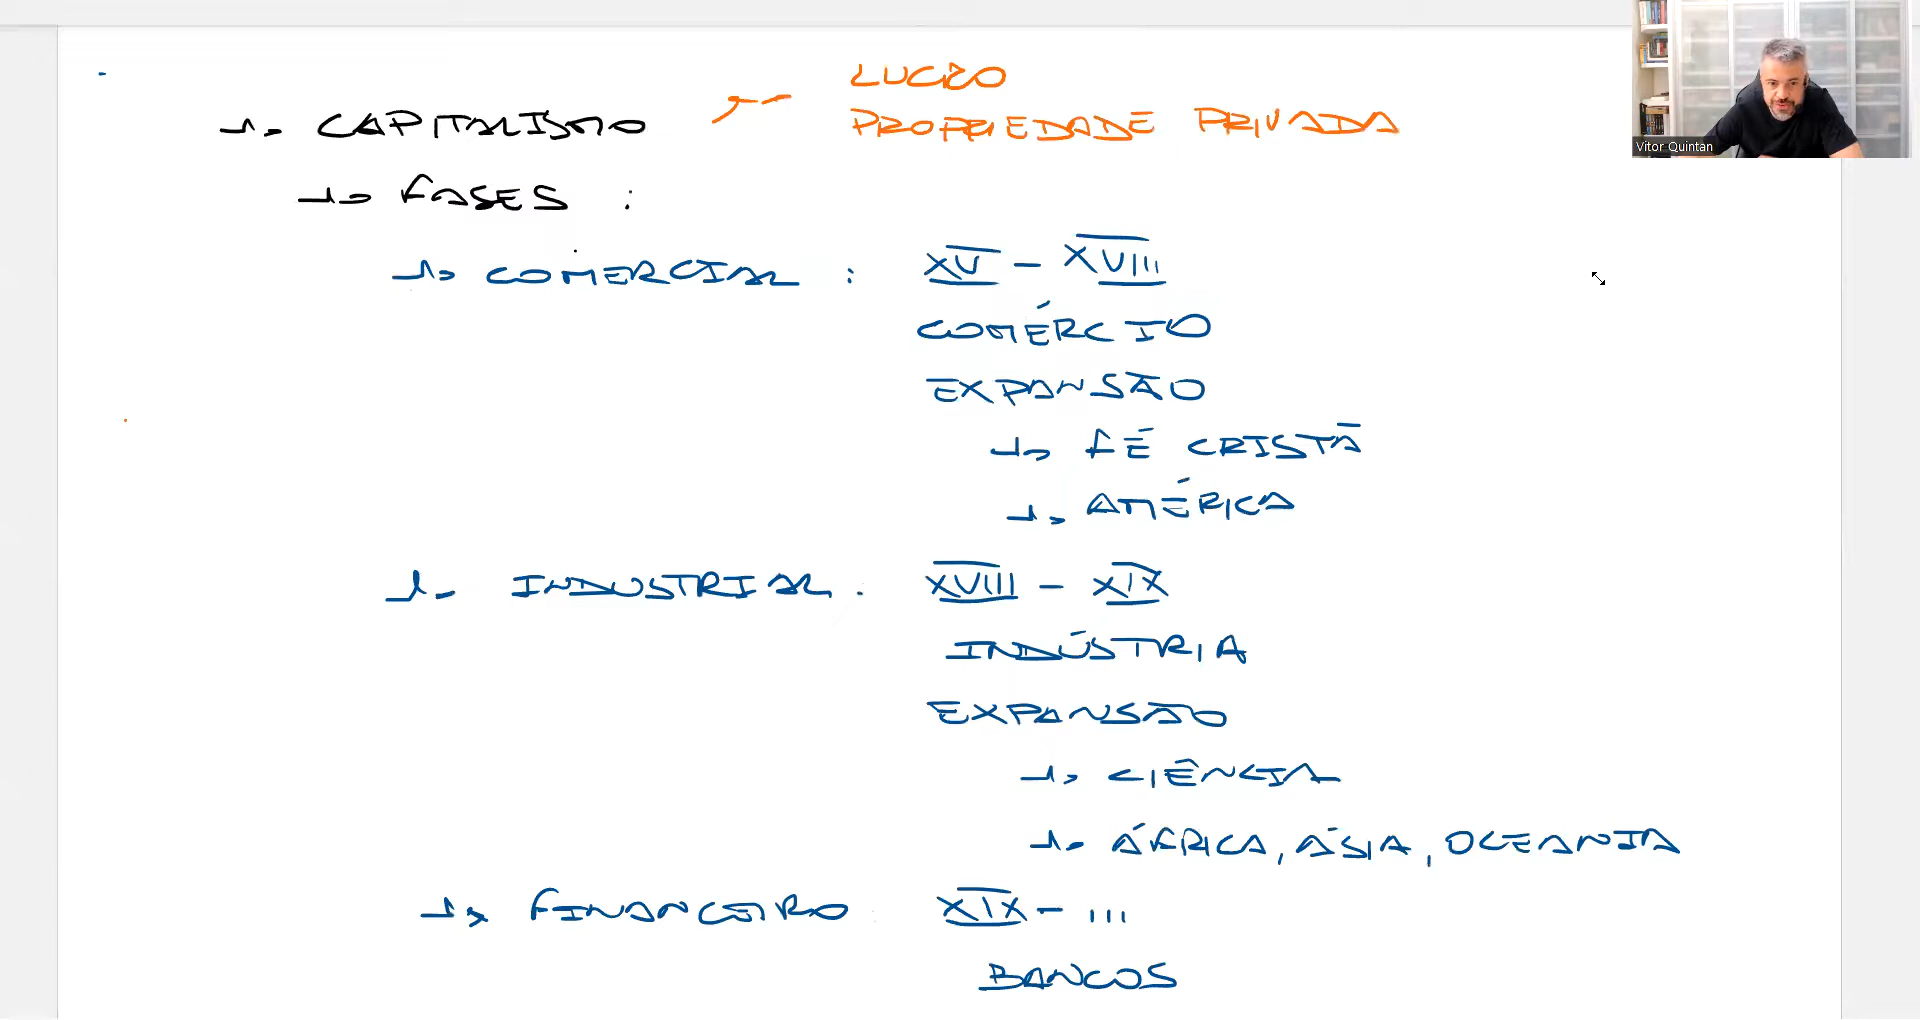 LUCRO
→ CAPITALISMO
PROPRIEDADE PRIVADA
Vitor Quintan
→ FASES :
→ COMERCIAL : XV - XVIII
COMÉRCIO
EXPANSÃO
→ FÉ CRISTÃ
→ AMÉRICA
→ INDUSTRIAL : XVIII - XIX
INDÚSTRIA
EXPANSÃO
→ CIÊNCIA
→ ÁFRICA, ÁSIA, OCEANIA
→ FINANCEIRO : XIX - ...
BANCOS